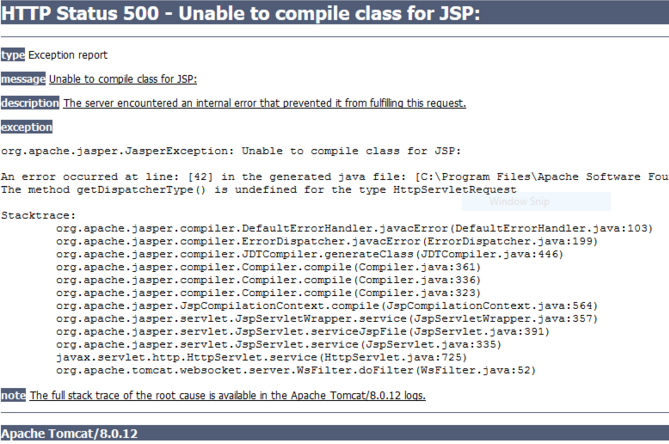 HTTP Status 500 - Unable to compile class for JSP:
type Exception report
message Unable to compile class for JSP:
description The server encountered an internal error that prevented it from fulfilling this request.
exception
org.apache.jasper.JasperException: Unable to compile class for JSP:
An error occurred at line: [42] in the generated java file: [C:\Program Files\Apache Software Fou
The method getDispatcherType() is undefined for the type HttpServletRequest
Window Snip
Stacktrace:
org.apache.jasper.compiler.DefaultErrorHandler.javacError(DefaultErrorHandler.java:103)
org.apache.jasper.compiler.ErrorDispatcher.javacError(ErrorDispatcher.java:199)
org.apache.jasper.compiler.JDTCompiler.generateClass(JDTCompiler.java:446)
org.apache.jasper.compiler.Compiler.compile(Compiler.java:361)
org.apache.jasper.compiler.Compiler.compile(Compiler.java:336)
org.apache.jasper.compiler.Compiler.compile(Compiler.java:323)
org.apache.jasper.JspCompilationContext.compile(JspCompilationContext.java:564)
org.apache.jasper.servlet.JspServletWrapper.service(JspServletWrapper.java:357)
org.apache.jasper.servlet.JspServlet.serviceJspFile(JspServlet.java:391)
org.apache.jasper.servlet.JspServlet.service(JspServlet.java:335)
javax.servlet.http.HttpServlet.service(HttpServlet.java:725)
org.apache.tomcat.websocket.server.WsFilter.doFilter(WsFilter.java:52)
note The full stack trace of the root cause is available in the Apache Tomcat/8.0.12 logs.
Apache Tomcat/8.0.12